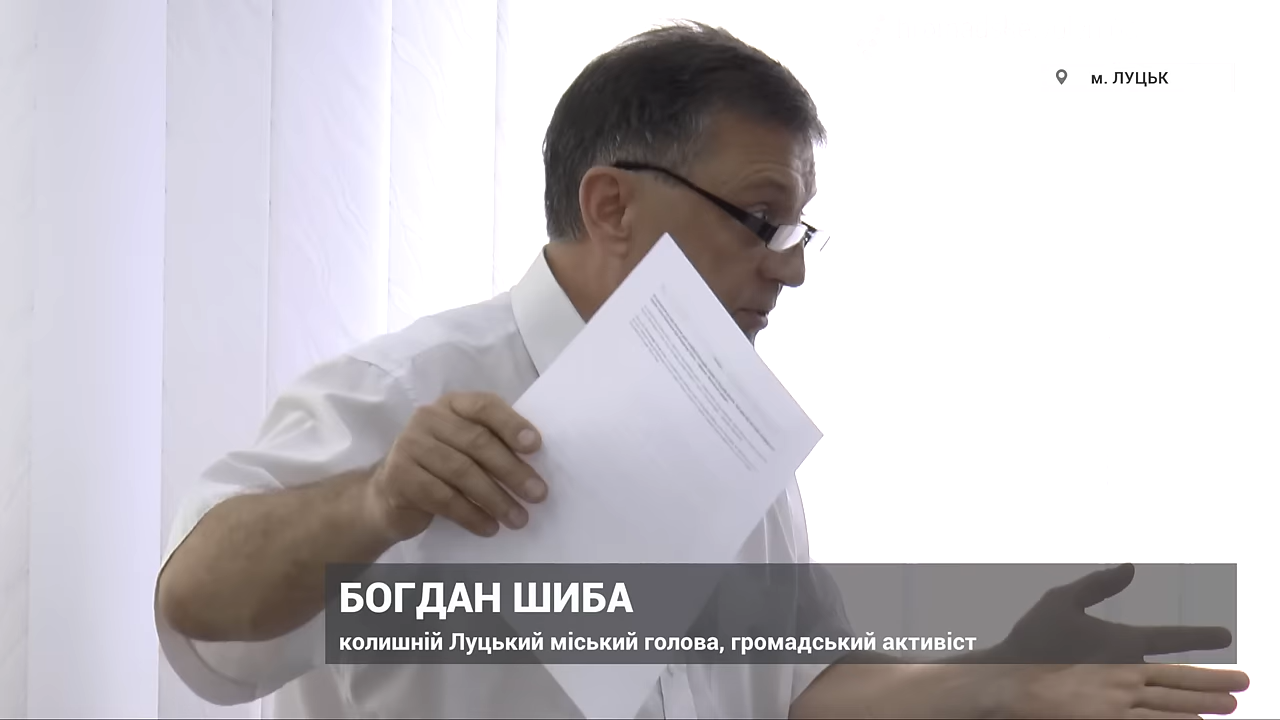 м. ЛУЦЬК
БОГДАН ШИБА
колишній Луцький міський голова, громадський активіст